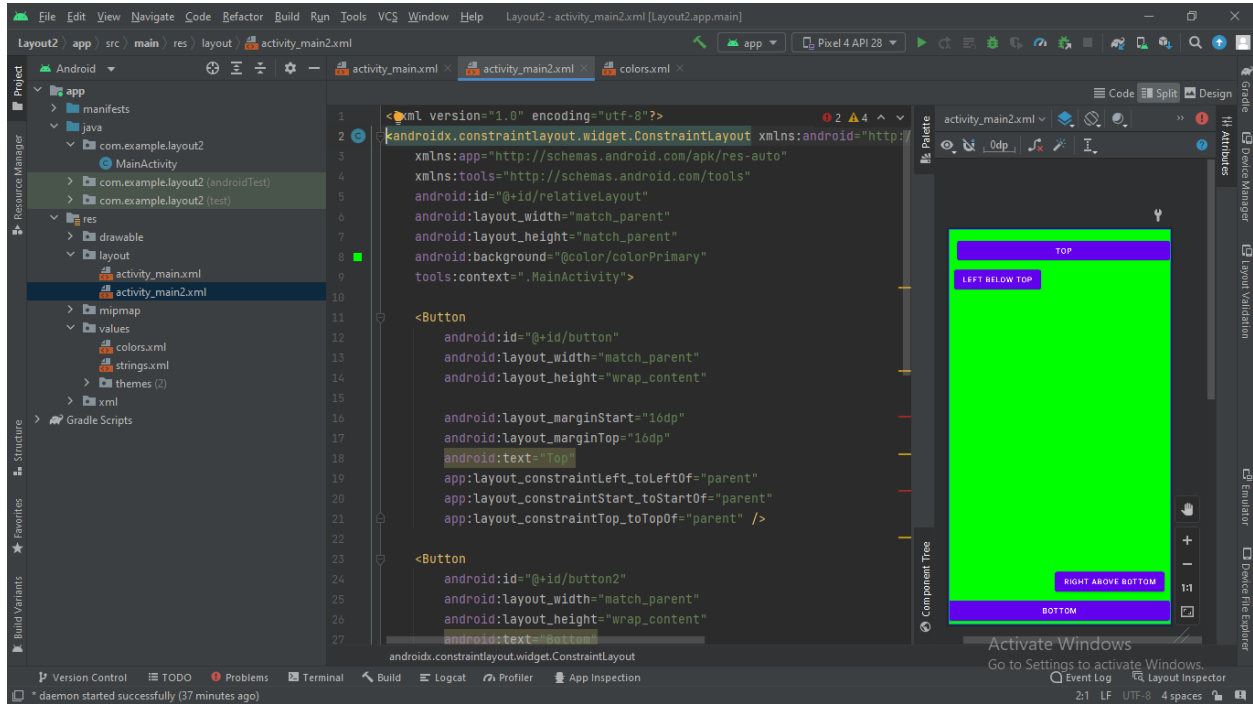 File Edit View Navigate Code Refactor Build Run Tools VCS Window Help Layout2 - activity_main2.xml [Layout2.app.main]
Layout2 app src main res layout activity_main2.xml app Pixel 4 API 28
Project
Resource Manager
Structure
Favorites
Build Variants
Android
app
manifests
java
com.example.layout2
MainActivity
com.example.layout2 (androidTest)
com.example.layout2 (test)
res
drawable
layout
activity_main.xml
activity_main2.xml
mipmap
values
colors.xml
strings.xml
themes (2)
xml
Gradle Scripts
activity_main.xml activity_main2.xml colors.xml
Code Split Design
2 4
1 <?xml version="1.0" encoding="utf-8"?>
2 <androidx.constraintlayout.widget.ConstraintLayout xmlns:android="http:/
3 xmlns:app="http://schemas.android.com/apk/res-auto"
4 xmlns:tools="http://schemas.android.com/tools"
5 android:id="@+id/relativeLayout"
6 android:layout_width="match_parent"
7 android:layout_height="match_parent"
8 android:background="@color/colorPrimary"
9 tools:context=".MainActivity">
10
11 <Button
12 android:id="@+id/button"
13 android:layout_width="match_parent"
14 android:layout_height="wrap_content"
15
16 android:layout_marginStart="16dp"
17 android:layout_marginTop="16dp"
18 android:text="Top"
19 app:layout_constraintLeft_toLeftOf="parent"
20 app:layout_constraintStart_toStartOf="parent"
21 app:layout_constraintTop_toTopOf="parent" />
22
23 <Button
24 android:id="@+id/button2"
25 android:layout_width="match_parent"
26 android:layout_height="wrap_content"
27 android:text="Bottom"
androidx.constraintlayout.widget.ConstraintLayout
Palette
Component Tree
activity_main2.xml
0dp
TOP
LEFT BELOW TOP
RIGHT ABOVE BOTTOM
BOTTOM
1:1
Attributes
Gradle
Device Manager
Layout Validation
Emulator
Device File Explorer
Activate Windows
Go to Settings to activate Windows.
Version Control TODO Problems Terminal Build Logcat Profiler App Inspection Event Log Layout Inspector
* daemon started successfully (37 minutes ago) 2:1 LF UTF-8 4 spaces